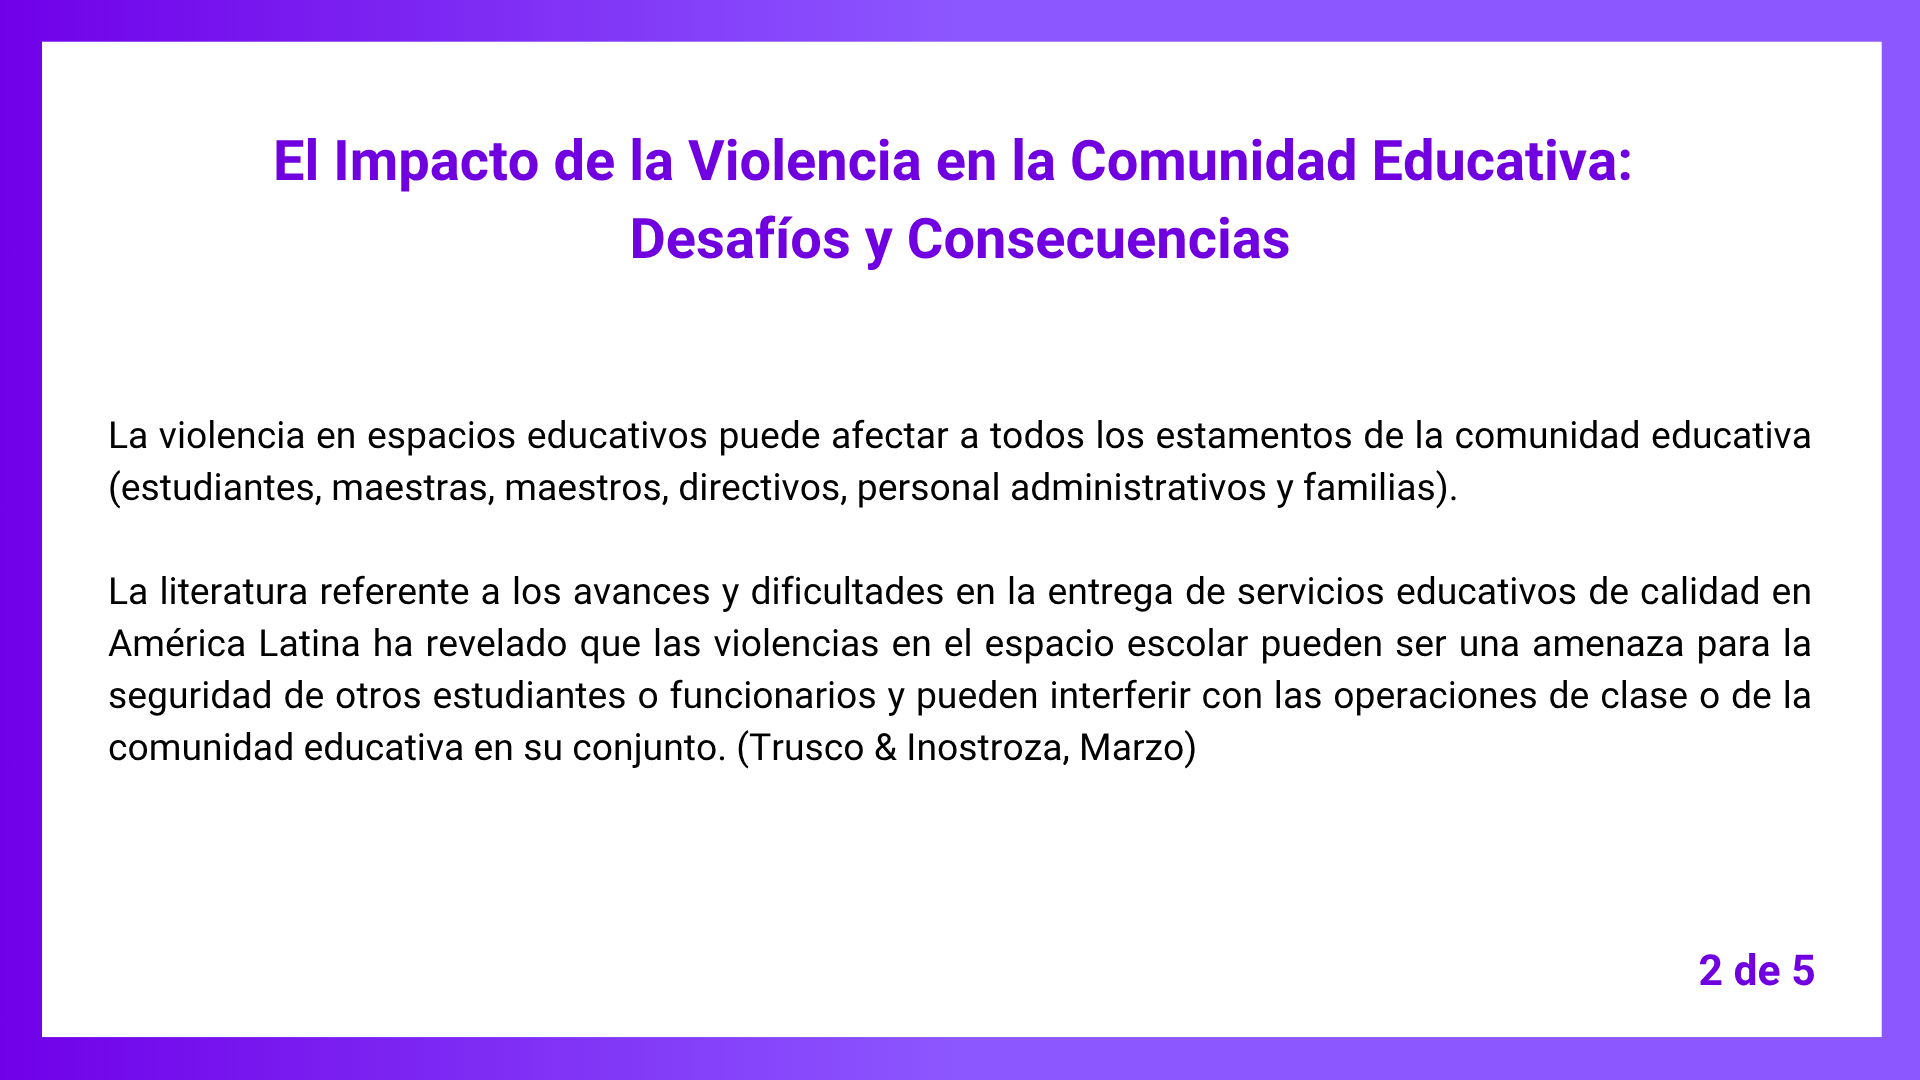 El Impacto de la Violencia en la Comunidad Educativa:
Desafíos y Consecuencias
La violencia en espacios educativos puede afectar a todos los estamentos de la comunidad educativa
(estudiantes, maestras, maestros, directivos, personal administrativos y familias).
La literatura referente a los avances y dificultades en la entrega de servicios educativos de calidad en
América Latina ha revelado que las violencias en el espacio escolar pueden ser una amenaza para la
seguridad de otros estudiantes o funcionarios y pueden interferir con las operaciones de clase o de la
comunidad educativa en su conjunto. (Trusco & Inostroza, Marzo)
2 de 5